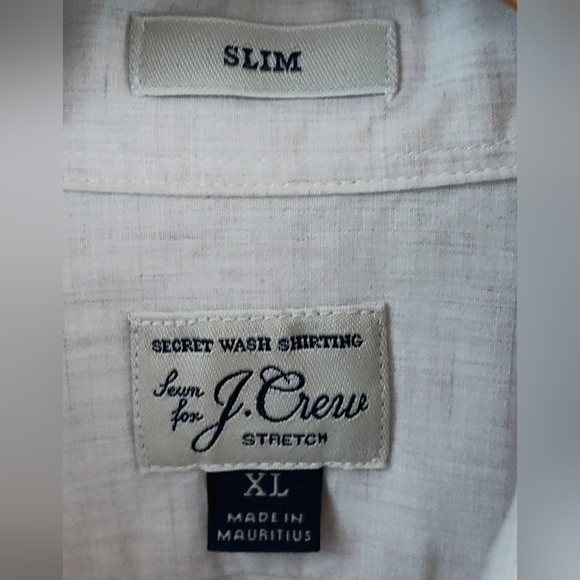 SLIM
SECRET WASH SHIRTING
Sewn for J.Crew
STRETCH
XL
MADE IN
MAURITIUS